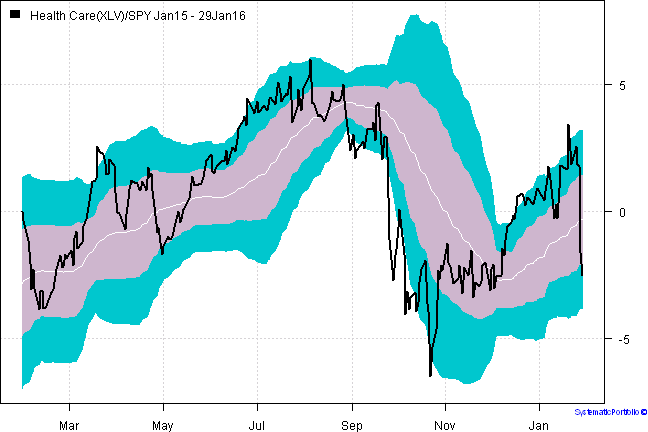 Health Care(XLV)/SPY Jan15 - 29Jan16
5
0
-5
Mar May Jul Sep Nov Jan
SystematicPortfolio ©